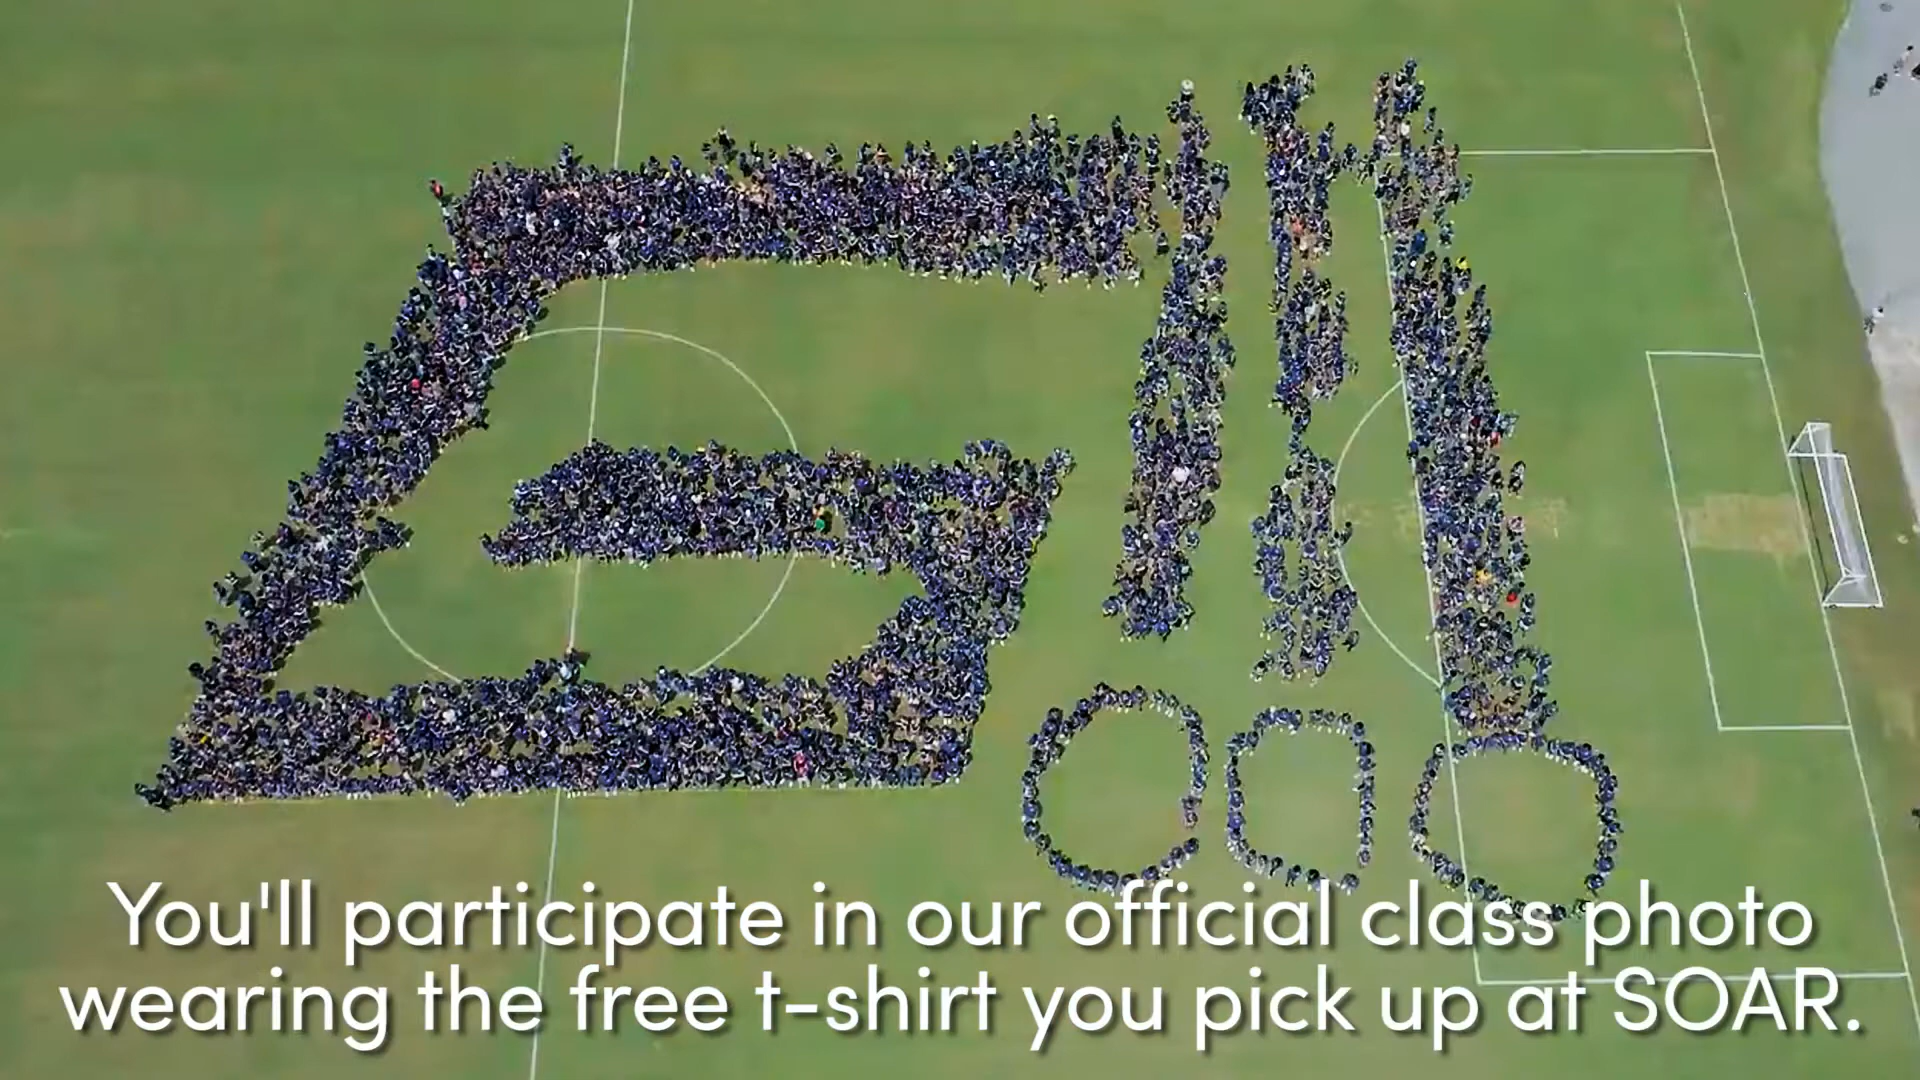 G!!!
You'll participate in our official class photo
wearing the free t-shirt you pick up at SOAR.